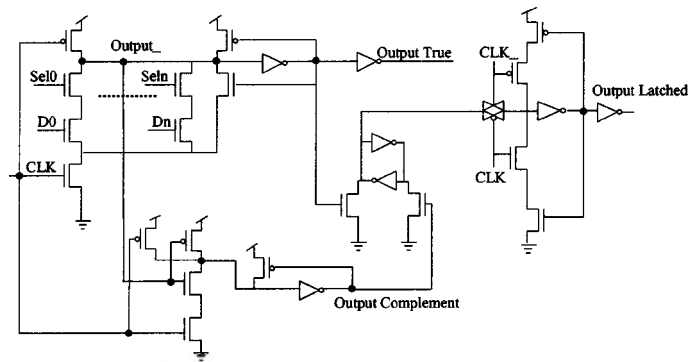 Output_
Output True
CLK_
Sel0
Seln
Output Latched
D0
Dn
CLK
CLK
Output Complement